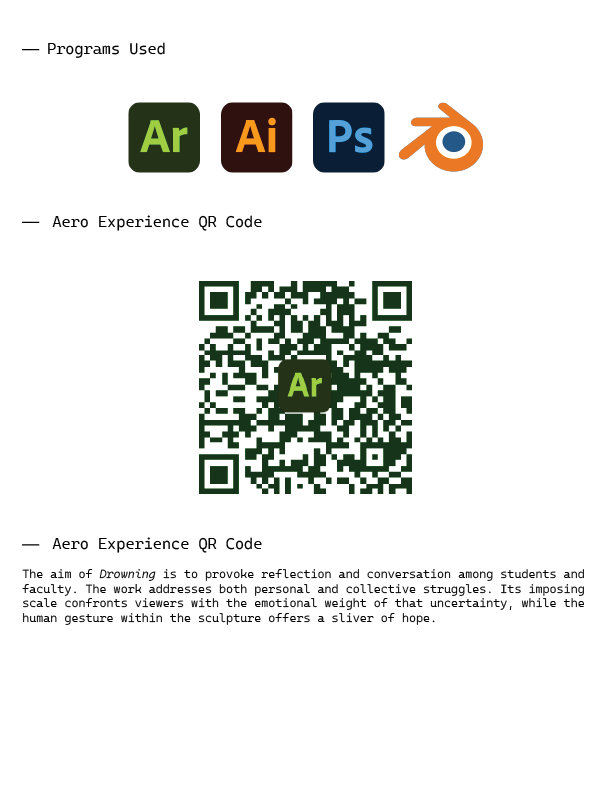 — Programs Used
Ar Ai Ps
— Aero Experience QR Code
Ar
— Aero Experience QR Code
The aim of Drowning is to provoke reflection and conversation among students and
faculty. The work addresses both personal and collective struggles. Its imposing
scale confronts viewers with the emotional weight of that uncertainty, while the
human gesture within the sculpture offers a sliver of hope.